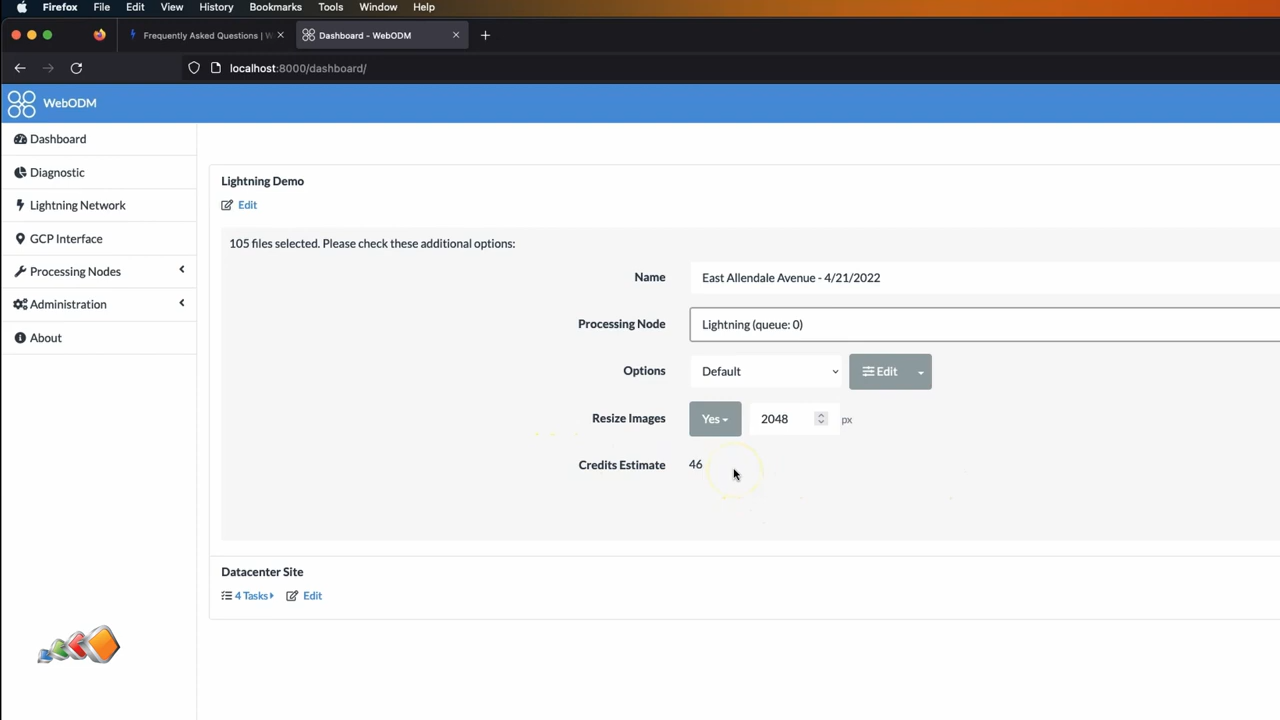 Firefox File Edit View History Bookmarks Tools Window Help
Frequently Asked Questions | W
Dashboard - WebODM
localhost:8000/dashboard/
WebODM
Dashboard
Diagnostic
Lightning Network
GCP Interface
Processing Nodes
Administration
About
Lightning Demo
Edit
105 files selected. Please check these additional options:
Name East Allendale Avenue - 4/21/2022
Processing Node Lightning (queue: 0)
Options Default Edit
Resize Images Yes 2048 px
Credits Estimate 46
Datacenter Site
4 Tasks Edit